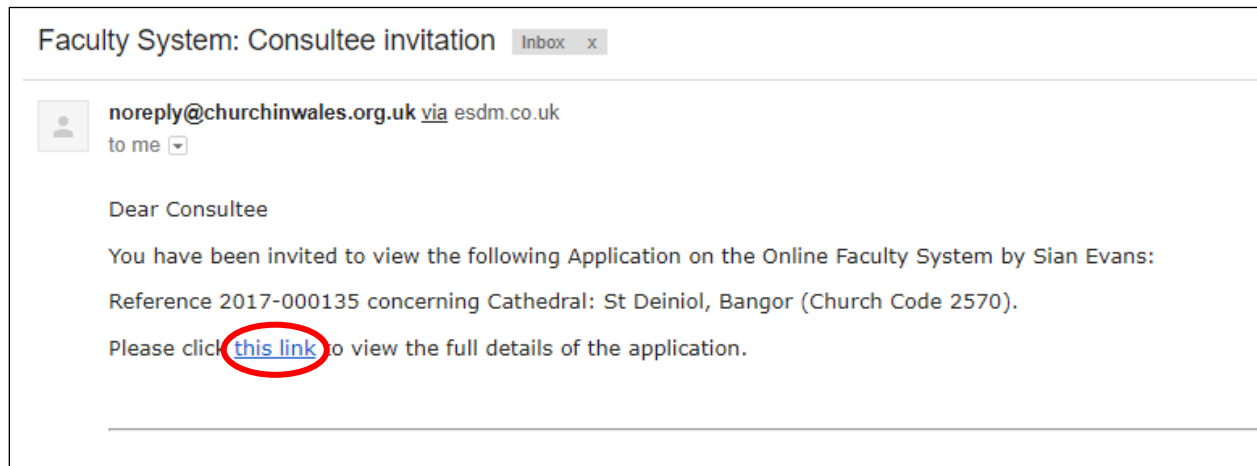 Faculty System: Consultee invitation Inbox x
noreply@churchinwales.org.uk via esdm.co.uk
to me
Dear Consultee
You have been invited to view the following Application on the Online Faculty System by Sian Evans:
Reference 2017-000135 concerning Cathedral: St Deiniol, Bangor (Church Code 2570).
Please click this link to view the full details of the application.